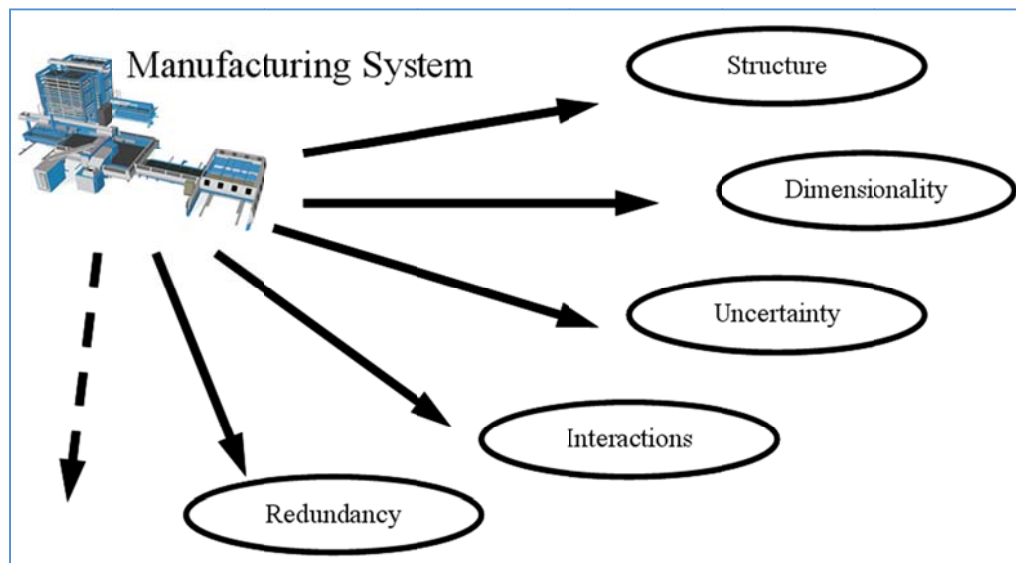 Manufacturing System
Structure
Dimensionality
Uncertainty
Interactions
Redundancy